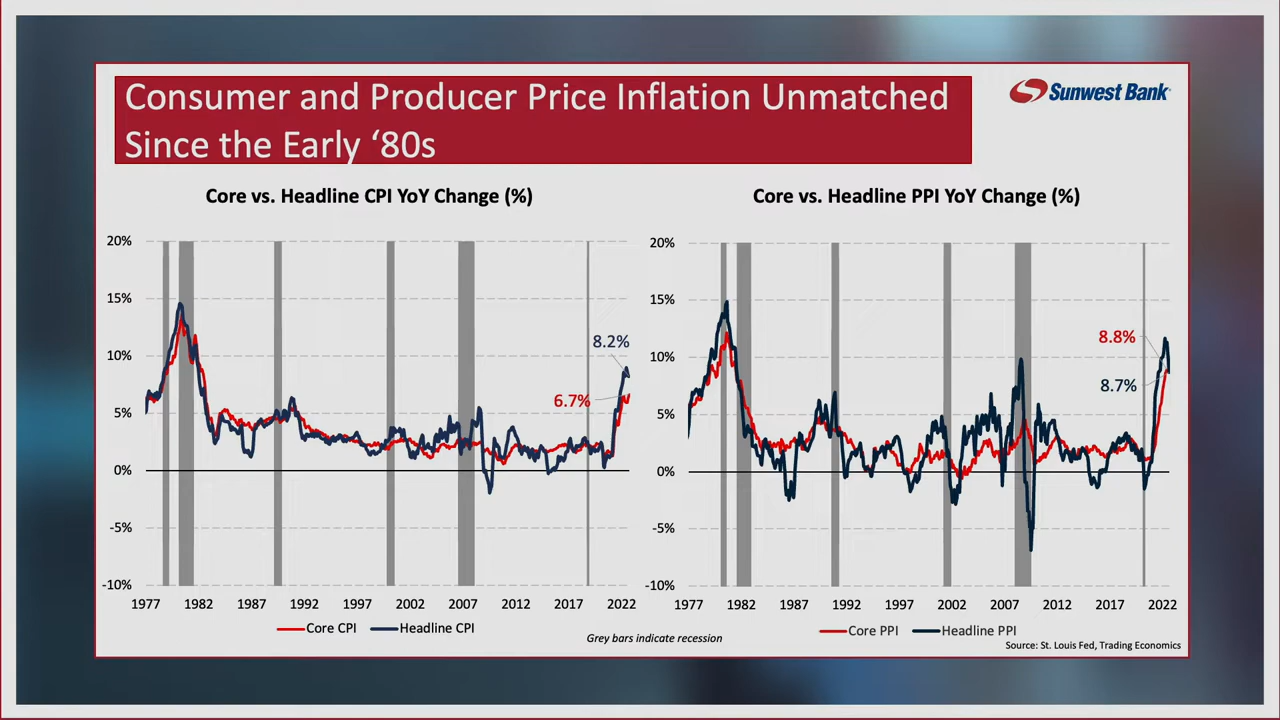 Consumer and Producer Price Inflation Unmatched
Since the Early ‘80s
Sunwest Bank
Core vs. Headline CPI YoY Change (%)
20%
15%
10%
5%
0%
-5%
-10%
8.2%
6.7%
1977 1982 1987 1992 1997 2002 2007 2012 2017 2022
Core CPI Headline CPI
Grey bars indicate recession
Core vs. Headline PPI YoY Change (%)
20%
15%
10%
5%
0%
-5%
-10%
8.8%
8.7%
1977 1982 1987 1992 1997 2002 2007 2012 2017 2022
Core PPI Headline PPI
Source: St. Louis Fed, Trading Economics